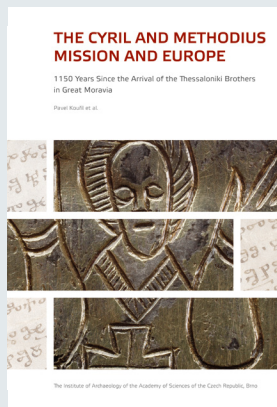 THE CYRIL AND METHODIUS
MISSION AND EUROPE
1150 Years Since the Arrival of the Thessaloniki Brothers
in Great Moravia
Pavel Kouřil et al.
The Institute of Archaeology of the Academy of Sciences of the Czech Republic, Brno